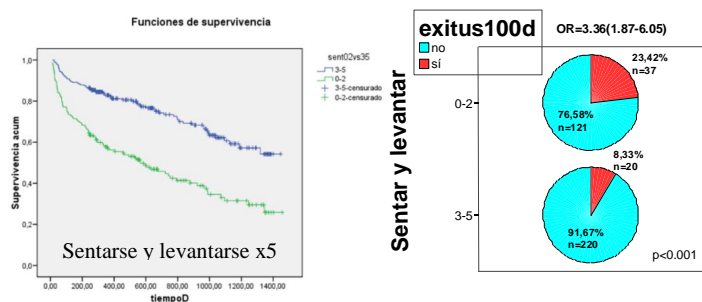 Funciones de supervivencia
sent02vs35
3-5
0-2
3-5-censurado
0-2-censurado
Supervivencia acum
1,0
0,8
0,6
0,4
0,2
0,0
Sentarse y levantarse x5
0,00 200,00 400,00 600,00 800,00 1000,00 1200,00 1400,00
tiempoD
exitus100d
no
sí
OR=3.36(1.87-6.05)
Sentar y levantar
0-2
23,42%
n=37
76,58%
n=121
3-5
8,33%
n=20
91,67%
n=220
p<0.001